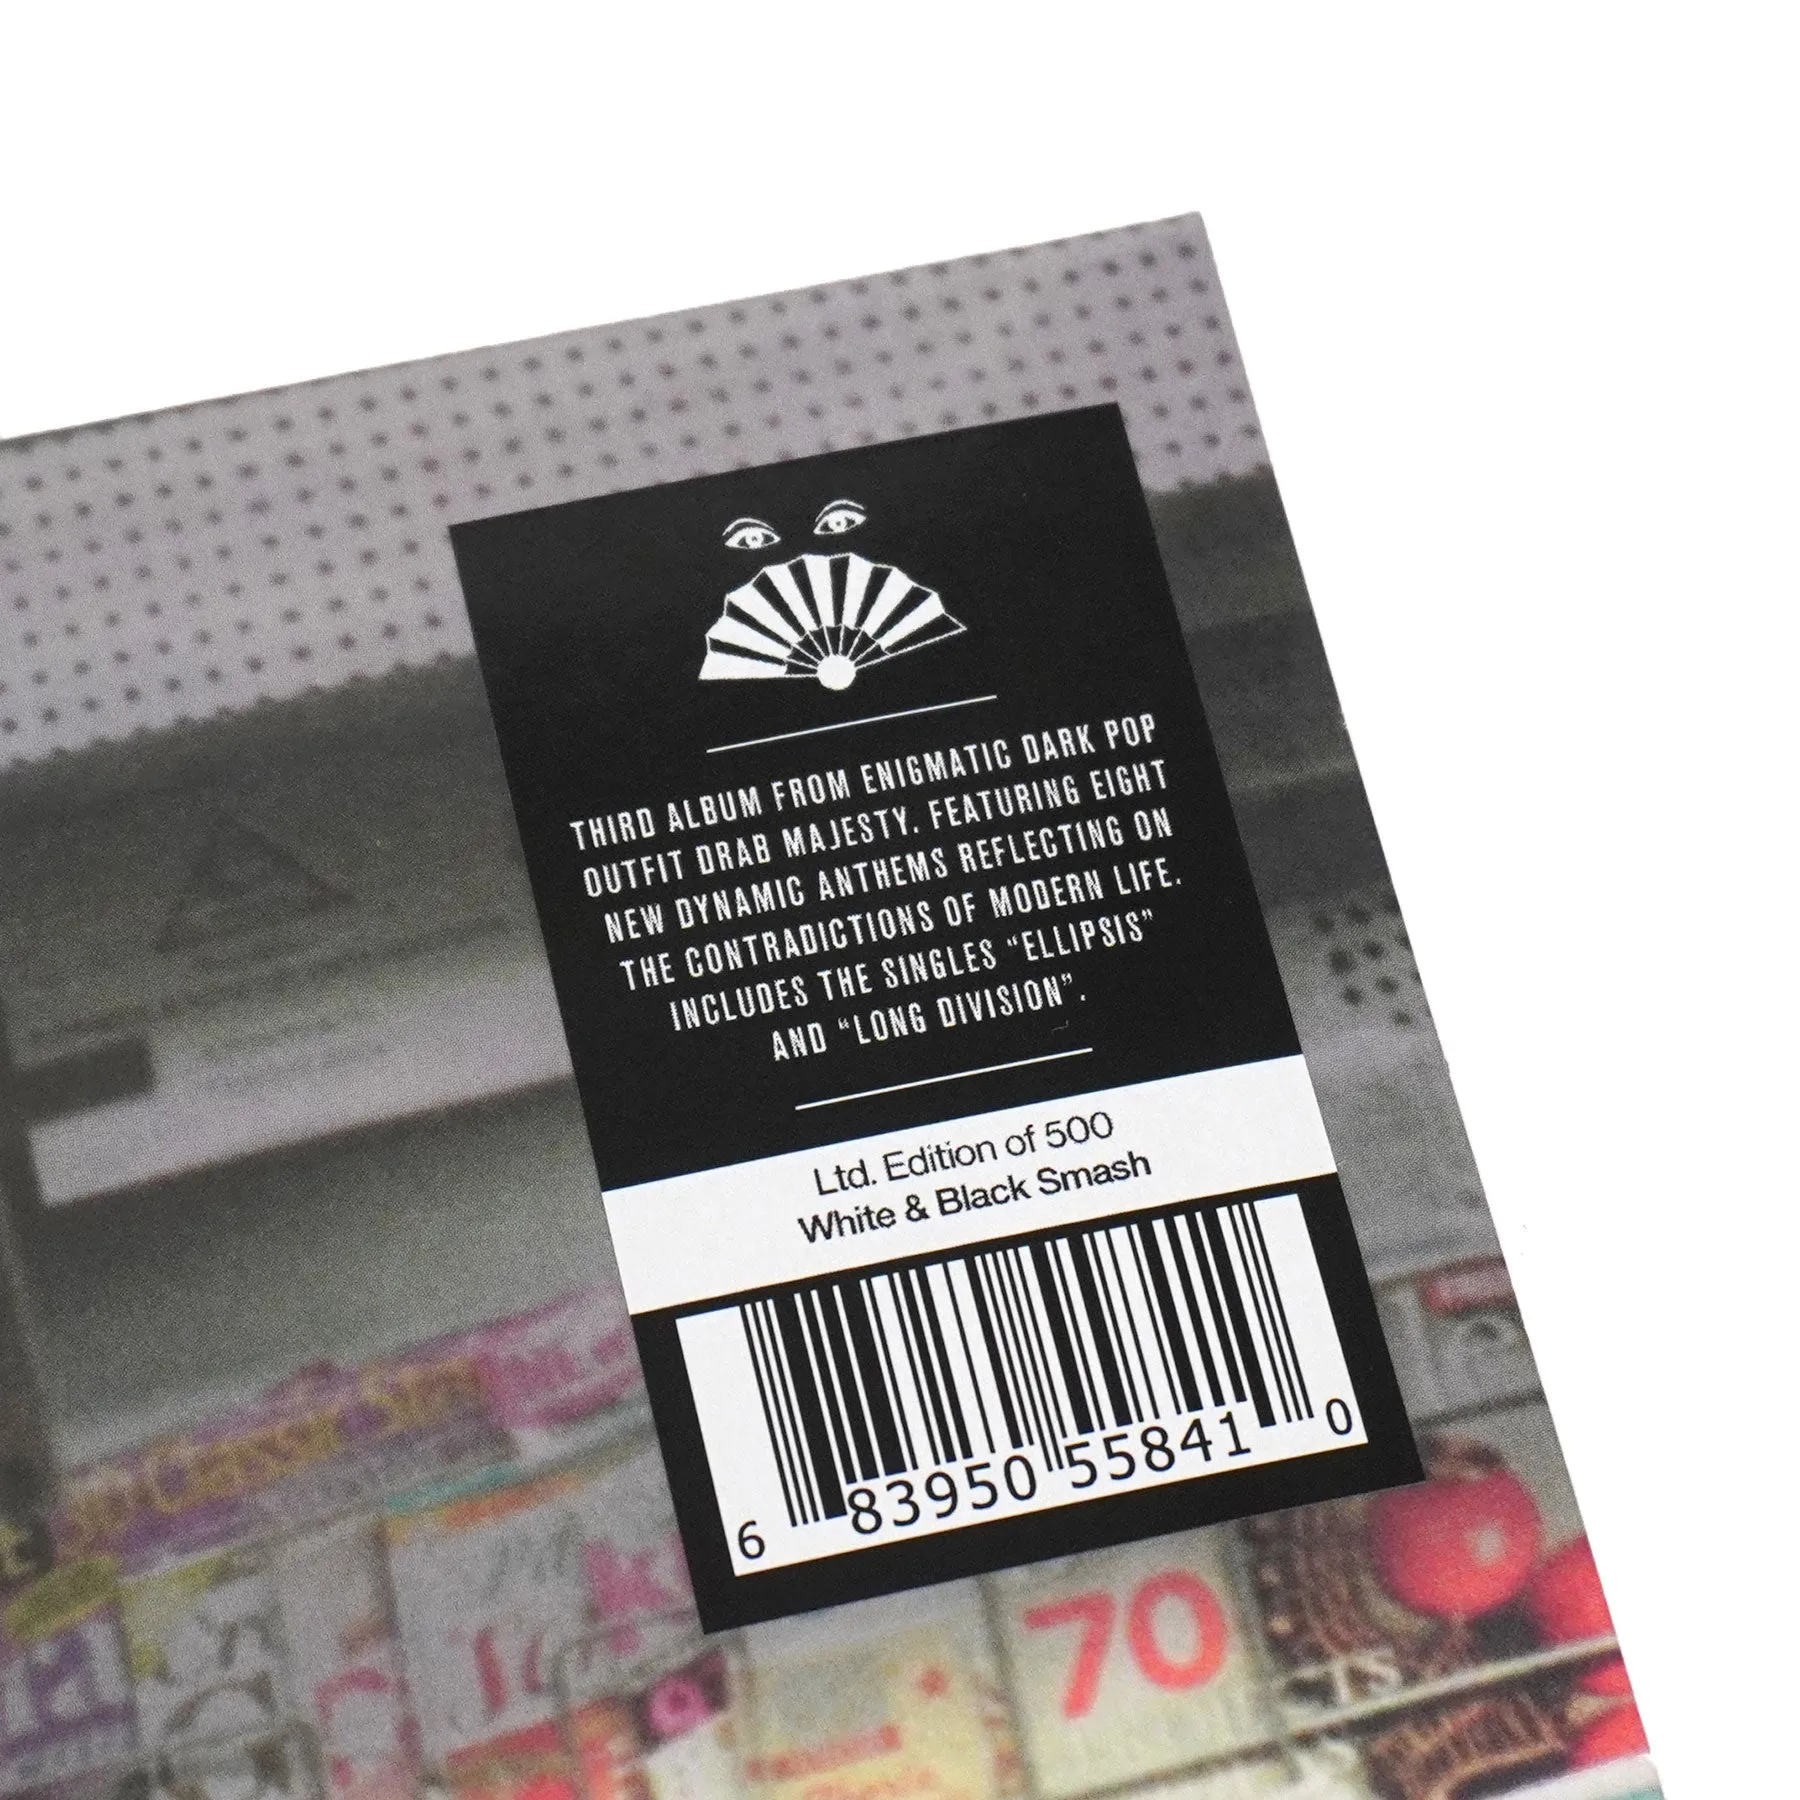 THIRD ALBUM FROM ENIGMATIC DARK POP
OUTFIT DRAB MAJESTY. FEATURING EIGHT
NEW DYNAMIC ANTHEMS REFLECTING ON
THE CONTRADICTIONS OF MODERN LIFE.
INCLUDES THE SINGLES “ELLIPSIS”
AND “LONG DIVISION”.
Ltd. Edition of 500
White & Black Smash
6 83950 55841 0
70